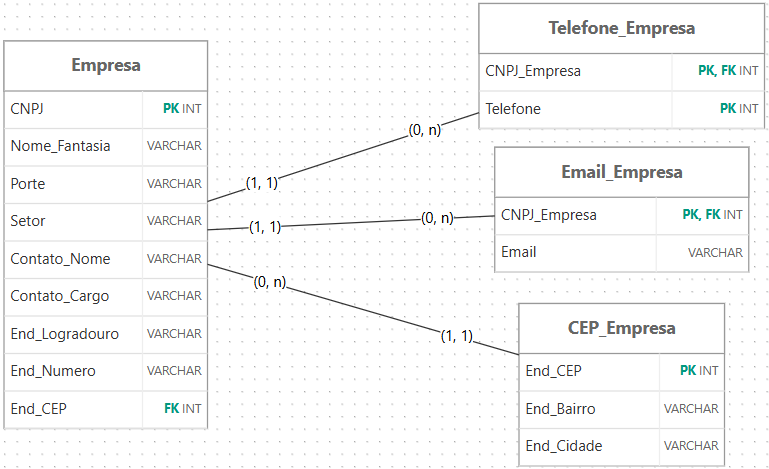 Empresa
CNPJ PK INT
Nome_Fantasia VARCHAR
Porte VARCHAR
Setor VARCHAR
Contato_Nome VARCHAR
Contato_Cargo VARCHAR
End_Logradouro VARCHAR
End_Numero VARCHAR
End_CEP FK INT
(1, 1)
(0, n)
(1, 1)
(0, n)
(0, n)
(1, 1)
Telefone_Empresa
CNPJ_Empresa PK, FK INT
Telefone PK INT
Email_Empresa
CNPJ_Empresa PK, FK INT
Email VARCHAR
CEP_Empresa
End_CEP PK INT
End_Bairro VARCHAR
End_Cidade VARCHAR